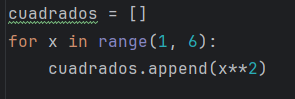 cuadrados = []
for x in range(1, 6):
    cuadrados.append(x**2)